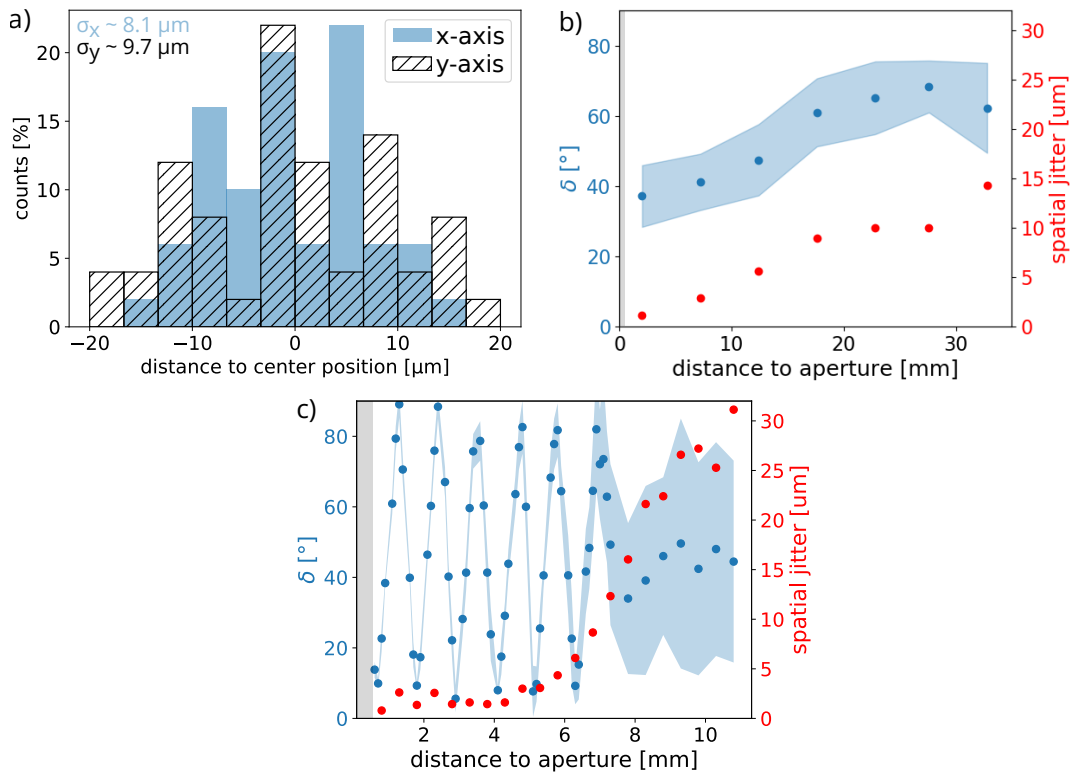 a)
σx ~ 8.1 μm
σy ~ 9.7 μm
x-axis
y-axis
counts [%]
20
15
10
5
0
−20
−10
0
10
20
distance to center position [μm]
b)
80
60
40
20
0
δ [°]
30
25
20
15
10
5
0
spatial jitter [um]
0
10
20
30
distance to aperture [mm]
c)
80
60
40
20
0
δ [°]
30
25
20
15
10
5
0
spatial jitter [um]
2
4
6
8
10
distance to aperture [mm]